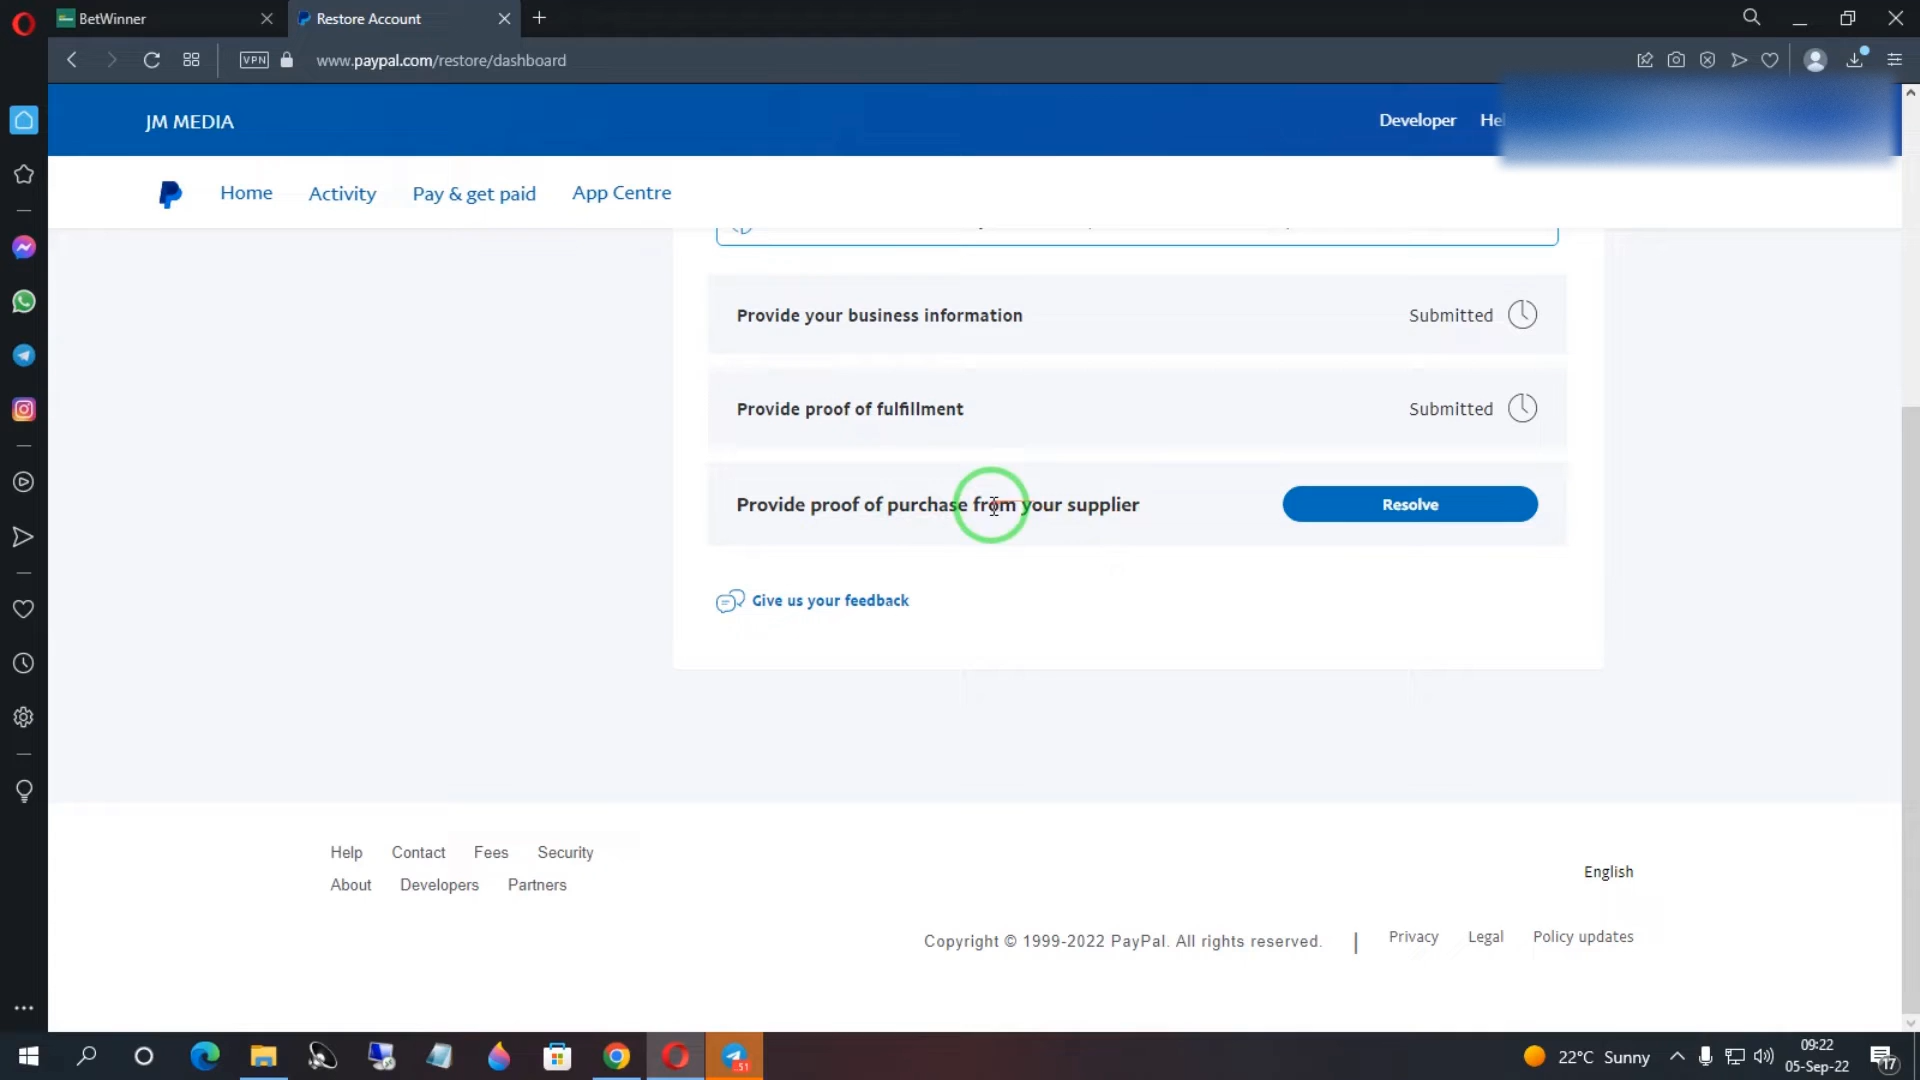 BetWinner
Restore Account
VPN
www.paypal.com/restore/dashboard
JM MEDIA
Developer
Home
Activity
Pay & get paid
App Centre
Provide your business information
Submitted
Provide proof of fulfillment
Submitted
Provide proof of purchase from your supplier
Resolve
Give us your feedback
Help
Contact
Fees
Security
About
Developers
Partners
English
Copyright © 1999-2022 PayPal. All rights reserved.
Privacy
Legal
Policy updates
51
22°C Sunny
09:22
05-Sep-22
17